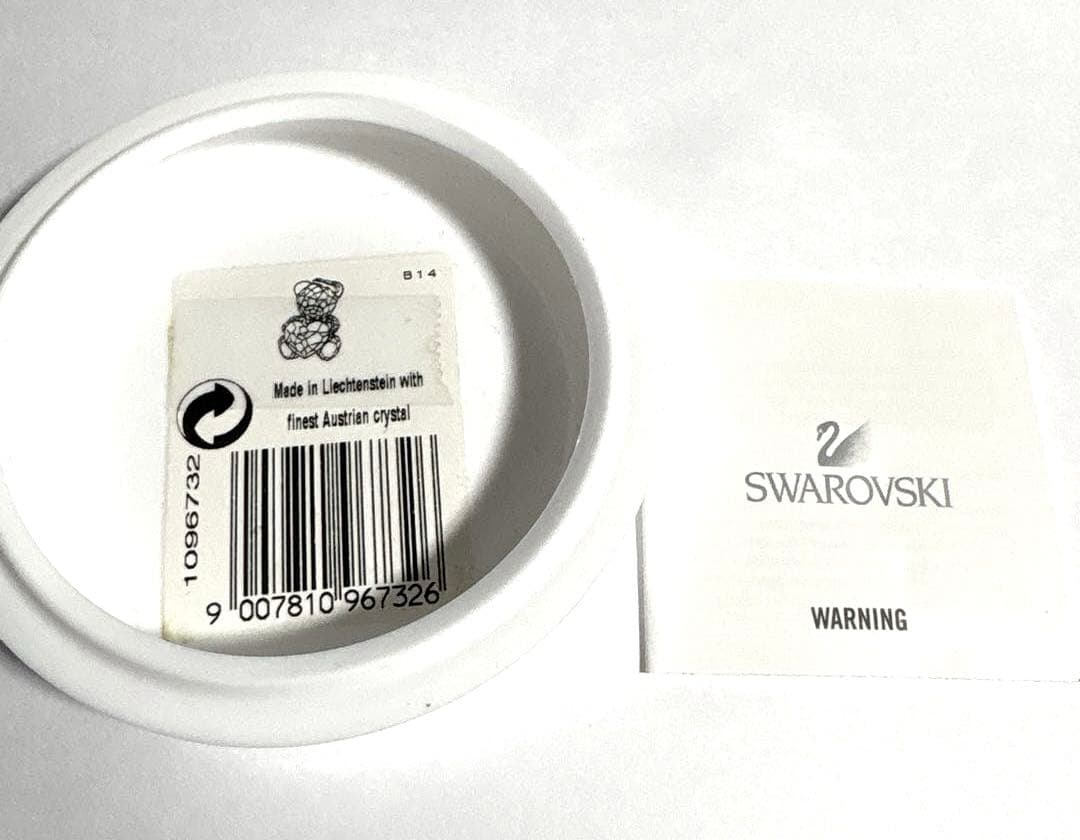 B14
Made in Liechtenstein with
finest Austrian crystal
1096732
9 007810 967326
SWAROVSKI
WARNING